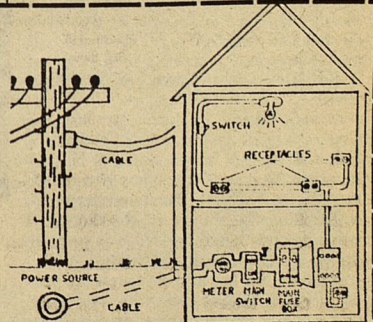 SWITCH
CABLE
RECEPTACLES
POWER SOURCE
CABLE
METER
MAIN
SWITCH
MAIN
FUSE
BOX